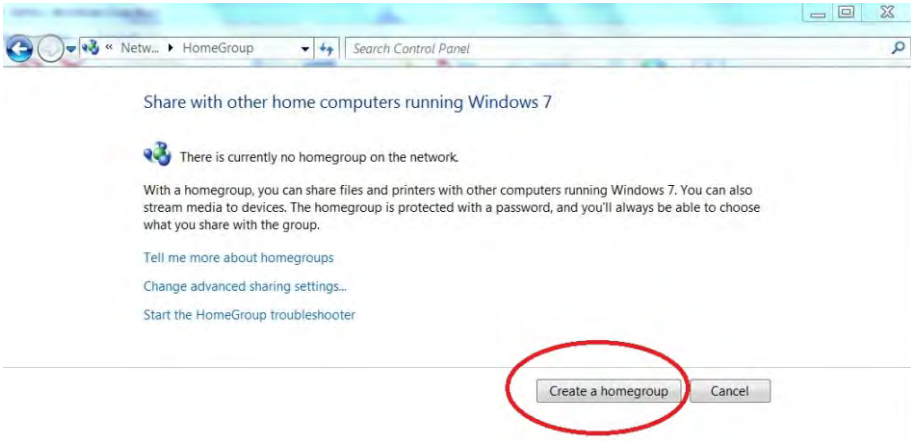 « Netw... ▸ HomeGroup Search Control Panel
Share with other home computers running Windows 7
There is currently no homegroup on the network.
With a homegroup, you can share files and printers with other computers running Windows 7. You can also
stream media to devices. The homegroup is protected with a password, and you'll always be able to choose
what you share with the group.
Tell me more about homegroups
Change advanced sharing settings...
Start the HomeGroup troubleshooter
Create a homegroup Cancel